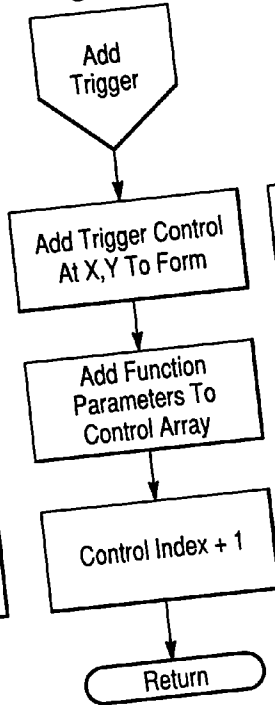 Add
Trigger
Add Trigger Control
At X,Y To Form
Add Function
Parameters To
Control Array
Control Index + 1
Return